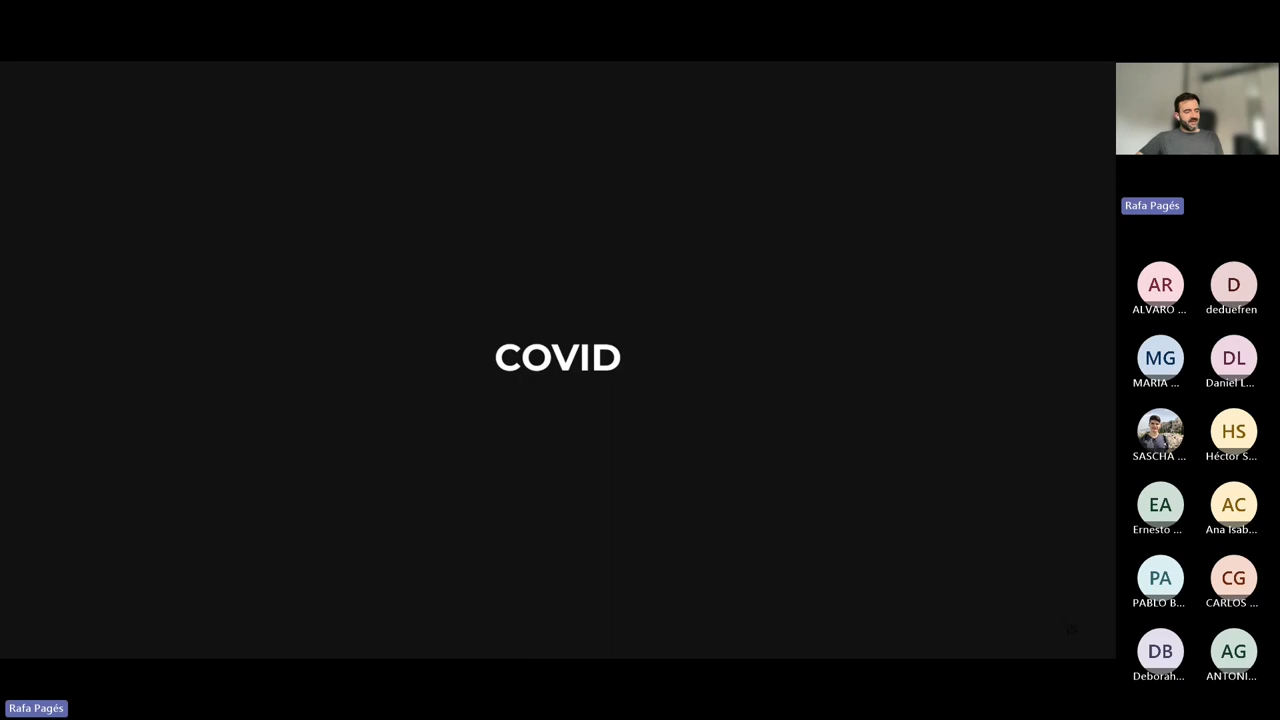 COVID
Rafa Pagés
AR
D
ALVARO ...
deduefren
MG
DL
MARIA ...
Daniel L...
HS
SASCHA ...
Héctor S...
EA
AC
Ernesto ...
Ana Isab...
PA
CG
PABLO B...
CARLOS ...
DB
AG
Deborah...
ANTONI...
Rafa Pagés